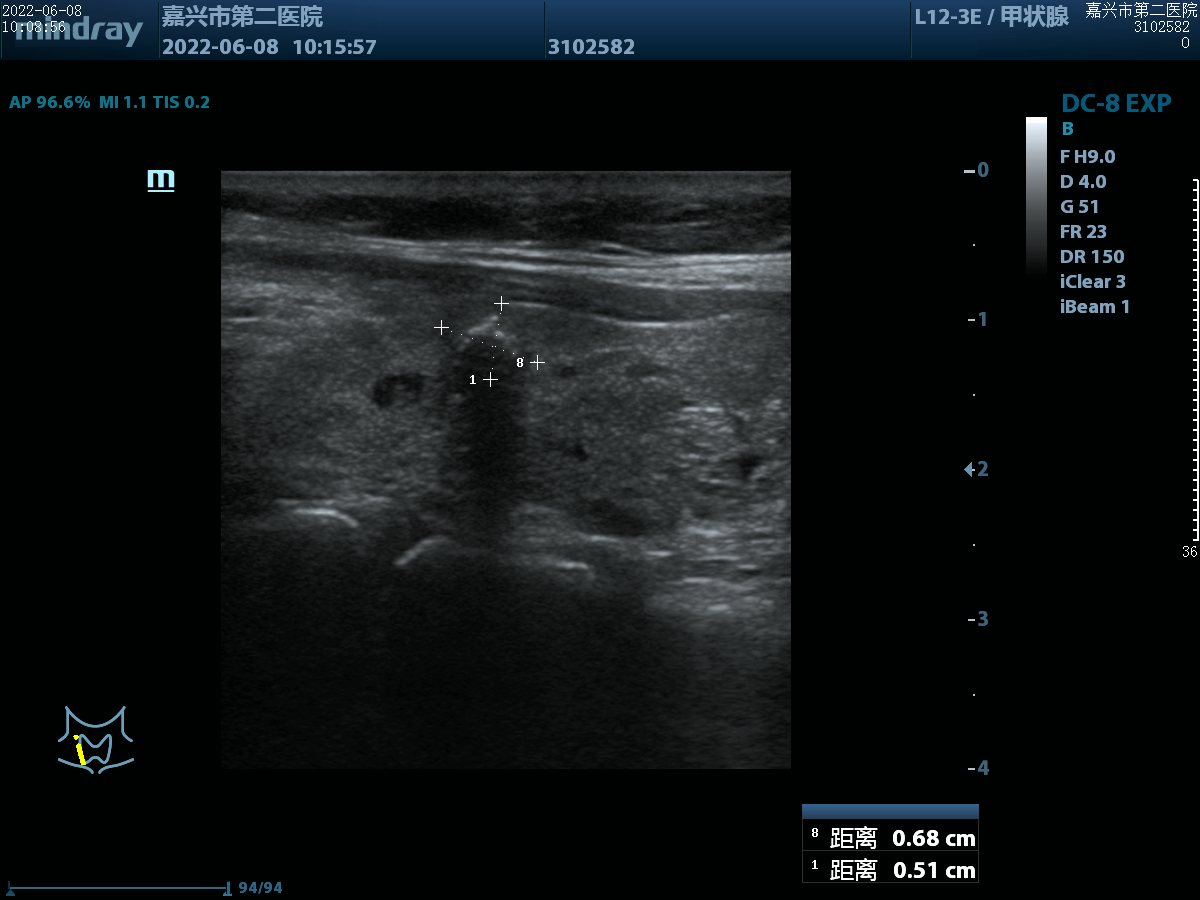 2022-06-08
10:08:56
mindray
嘉兴市第二医院
2022-06-08 10:15:57
3102582
L12-3E / 甲状腺
嘉兴市第二医院
3102582
0
AP 96.6% MI 1.1 TIS 0.2
DC-8 EXP
B
F H9.0
D 4.0
G 51
FR 23
DR 150
iClear 3
iBeam 1
m
0
1
2
3
4
8
1
36
8 距离 0.68 cm
1 距离 0.51 cm
94/94